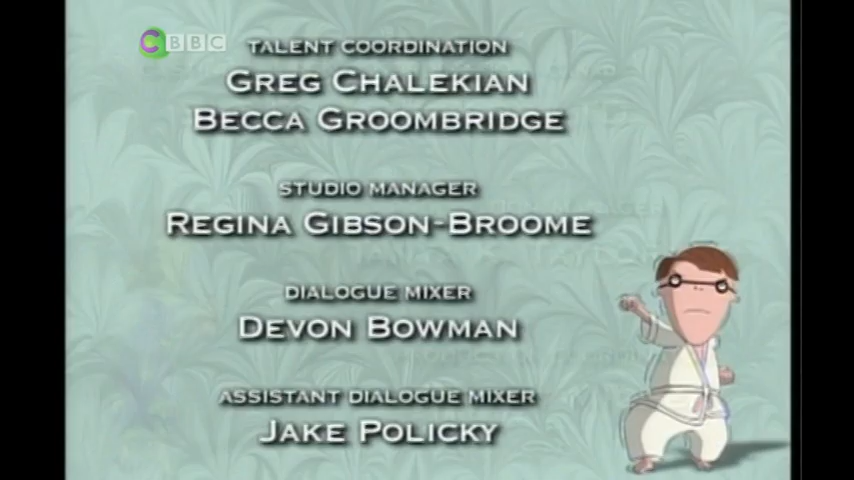 CBBC
TALENT COORDINATION
GREG CHALEKIAN
BECCA GROOMBRIDGE
STUDIO MANAGER
REGINA GIBSON-BROOME
DIALOGUE MIXER
DEVON BOWMAN
ASSISTANT DIALOGUE MIXER
JAKE POLICKY